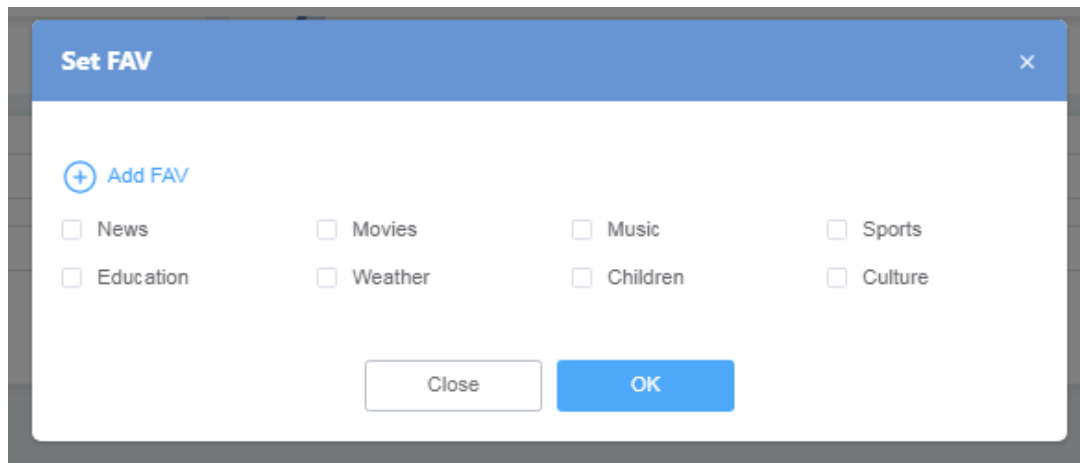 Set FAV
Add FAV
News Movies Music Sports
Education Weather Children Culture
Close OK